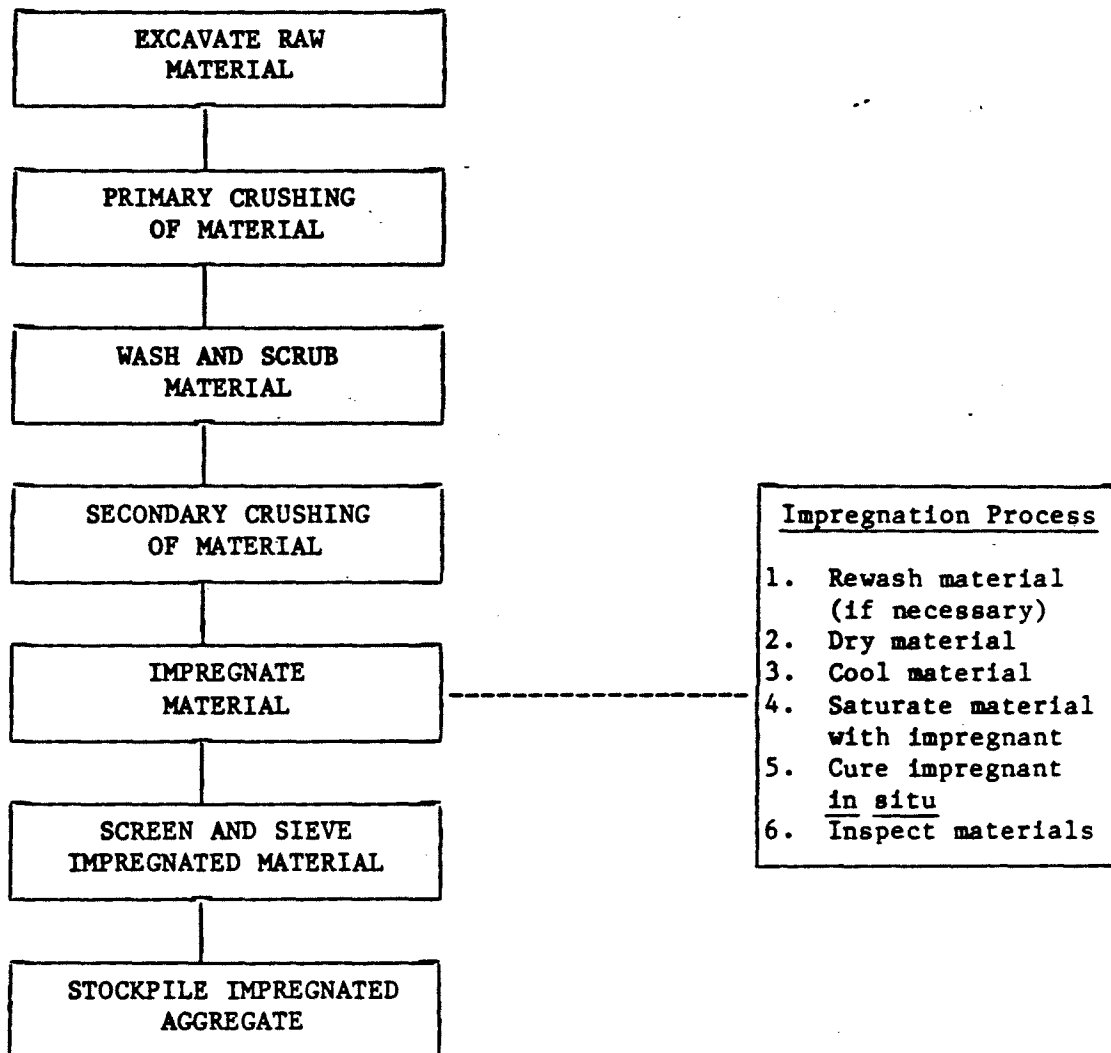 EXCAVATE RAW
MATERIAL
PRIMARY CRUSHING
OF MATERIAL
WASH AND SCRUB
MATERIAL
SECONDARY CRUSHING
OF MATERIAL
IMPREGNATE
MATERIAL
SCREEN AND SIEVE
IMPREGNATED MATERIAL
STOCKPILE IMPREGNATED
AGGREGATE
Impregnation Process
1. Rewash material
(if necessary)
2. Dry material
3. Cool material
4. Saturate material
with impregnant
5. Cure impregnant
in situ
6. Inspect materials